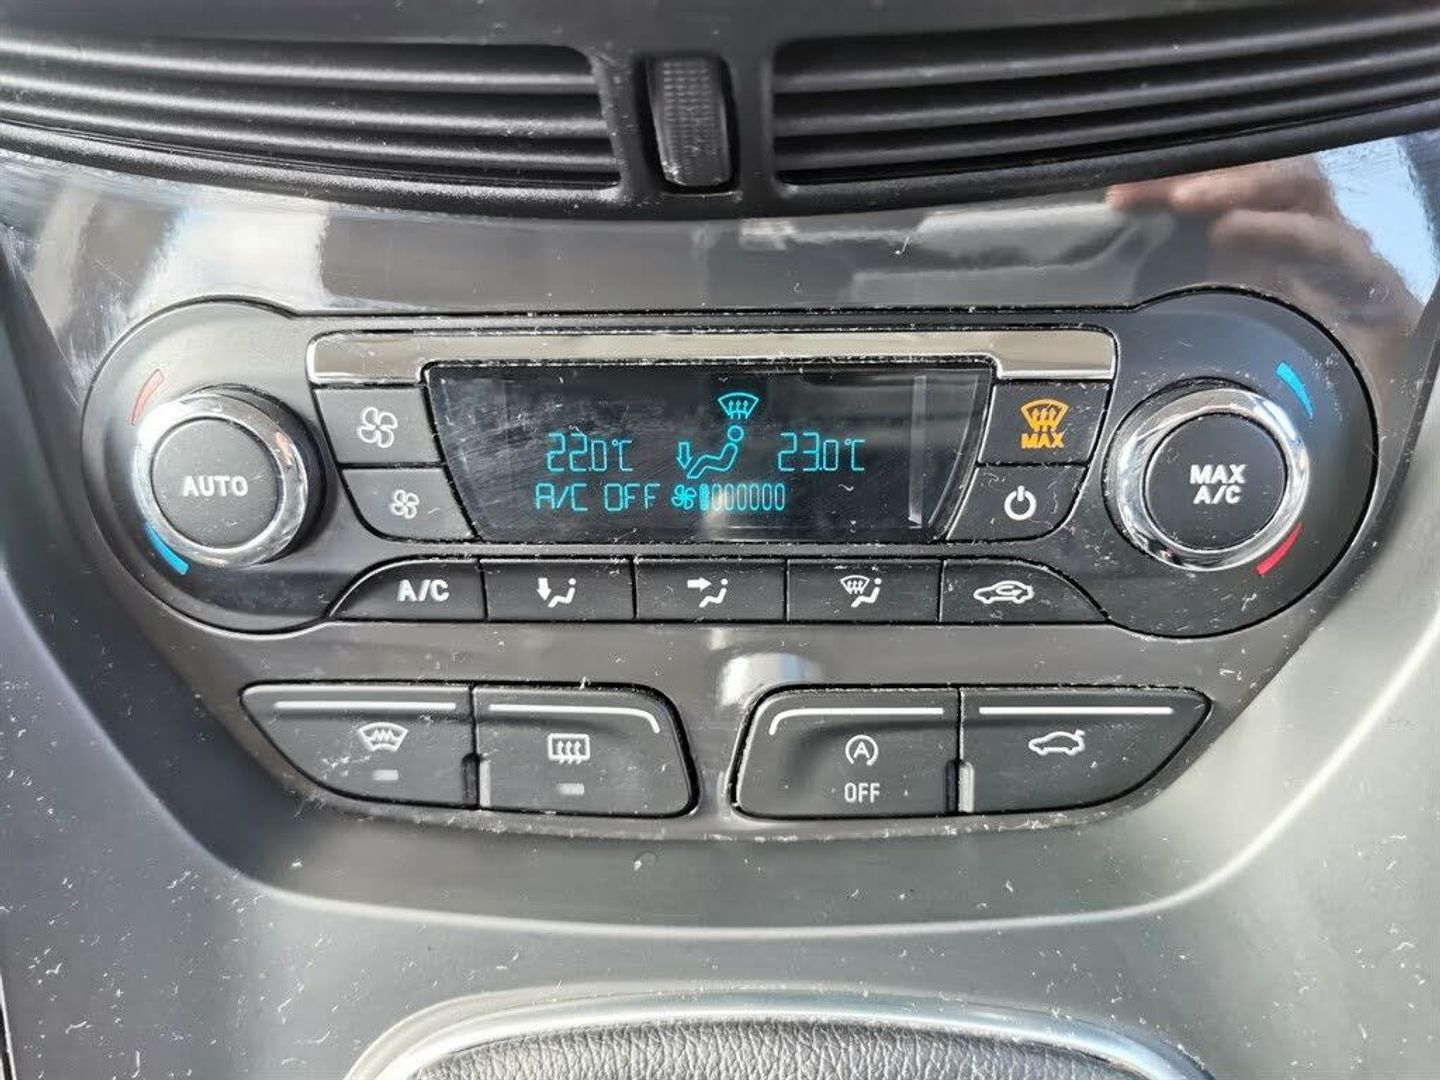 22.0°C 23.0°C
A/C OFF
MAX
AUTO
MAX
A/C
A/C
A
OFF